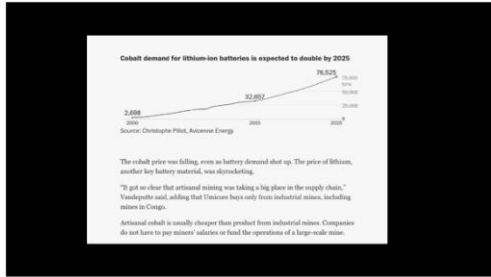 Cobalt demand for lithium-ion batteries is expected to double by 2025
76,525
75,000
tons
50,000
32,657
25,000
2,698
0
2000
2015
2025
Source: Christophe Pillot, Avicenne Energy
The cobalt price was falling, even as battery demand shot up. The price of lithium,
another key battery material, was skyrocketing.
"It got so clear that artisanal mining was taking a big place in the supply chain,"
Vandeputte said, adding that Umicore buys only from industrial mines, including
mines in Congo.
Artisanal cobalt is usually cheaper than product from industrial mines. Companies
do not have to pay miners' salaries or fund the operations of a large-scale mine.